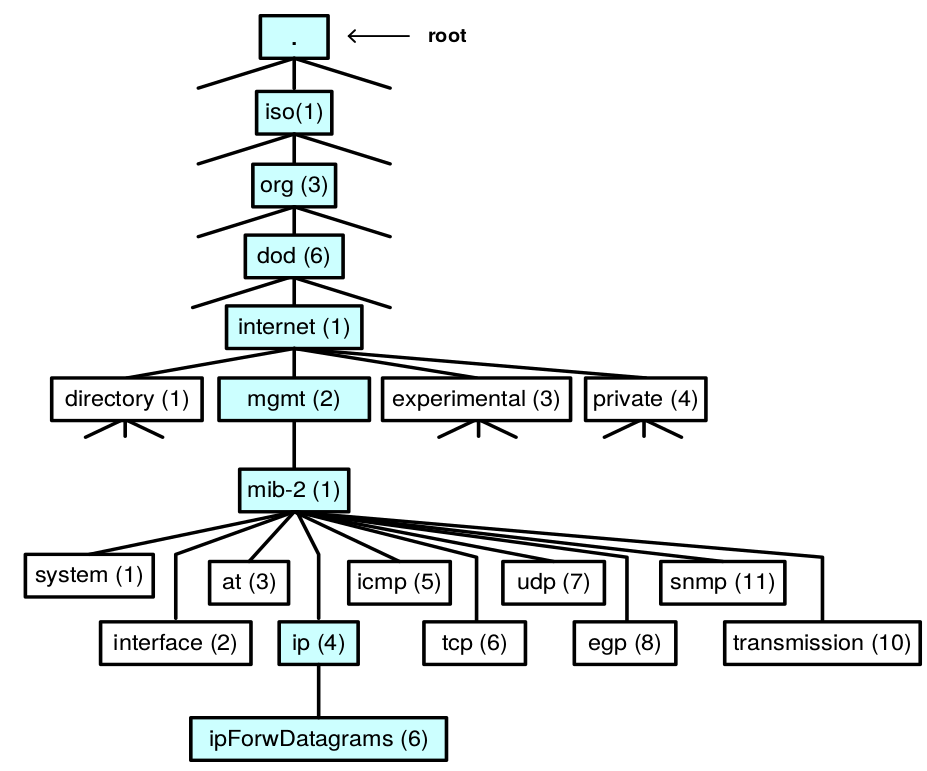 .
root
iso(1)
org (3)
dod (6)
internet (1)
directory (1)
mgmt (2)
experimental (3)
private (4)
mib-2 (1)
system (1)
at (3)
icmp (5)
udp (7)
snmp (11)
interface (2)
ip (4)
tcp (6)
egp (8)
transmission (10)
ipForwDatagrams (6)